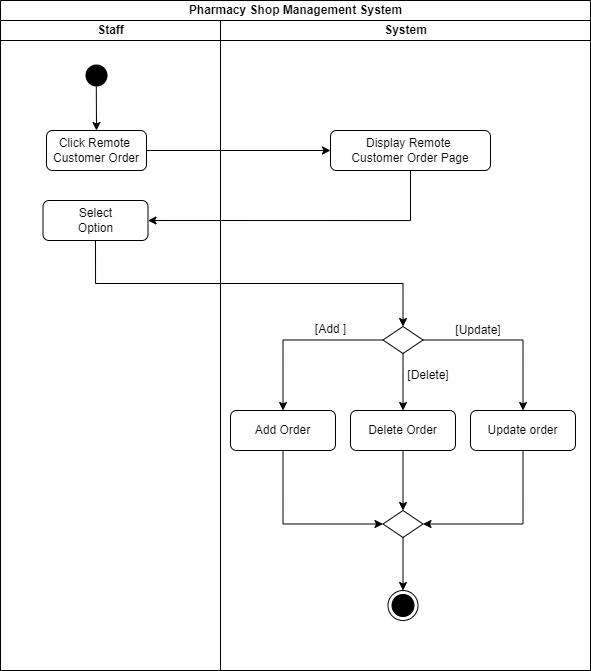 Pharmacy Shop Management System
Staff
System
Click Remote
Customer Order
Display Remote
Customer Order Page
Select
Option
[Add ]
[Update]
[Delete]
Add Order
Delete Order
Update order